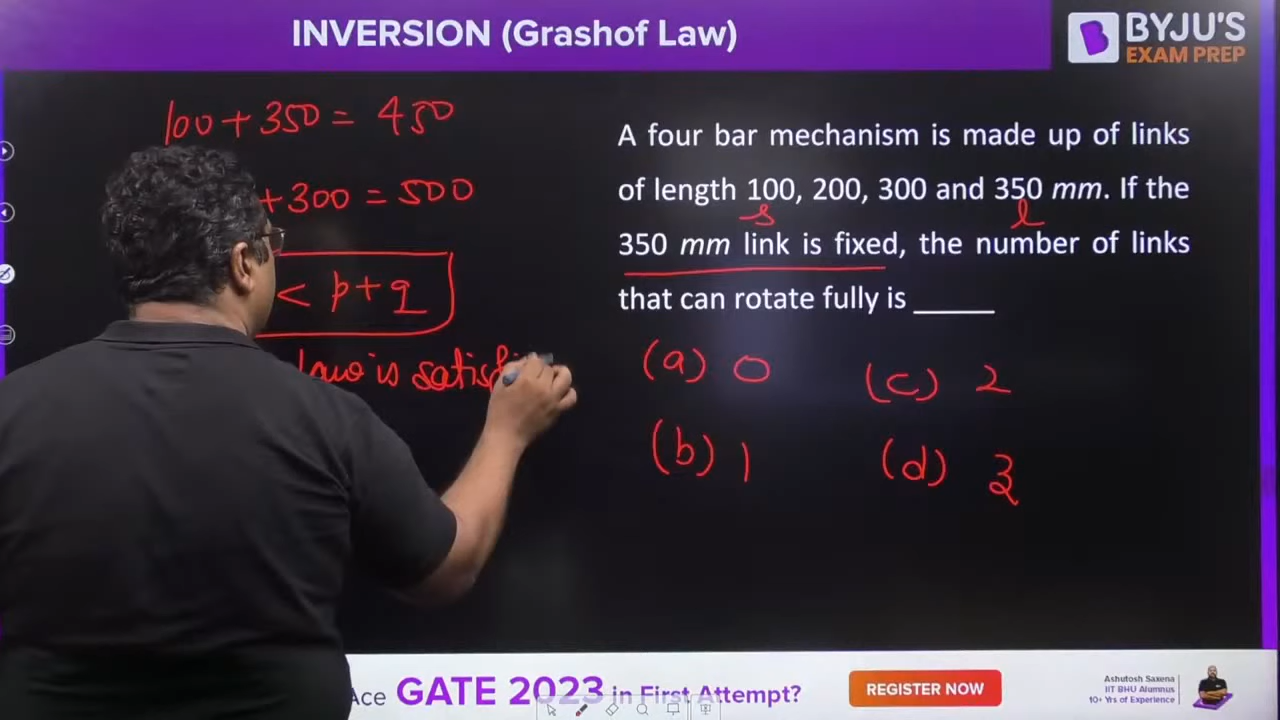 INVERSION (Grashof Law)
BYJU'S
EXAM PREP
100 + 350 = 450
+ 300 = 500
< p + q
law is satisf
A four bar mechanism is made up of links
of length 100, 200, 300 and 350 mm. If the
s l
350 mm link is fixed, the number of links
that can rotate fully is _____
(a) 0 (c) 2
(b) 1 (d) 3
Ace GATE 2023 in First Attempt?
REGISTER NOW
Ashutosh Saxena
IIT BHU Alumnus
10+ Yrs of Experience